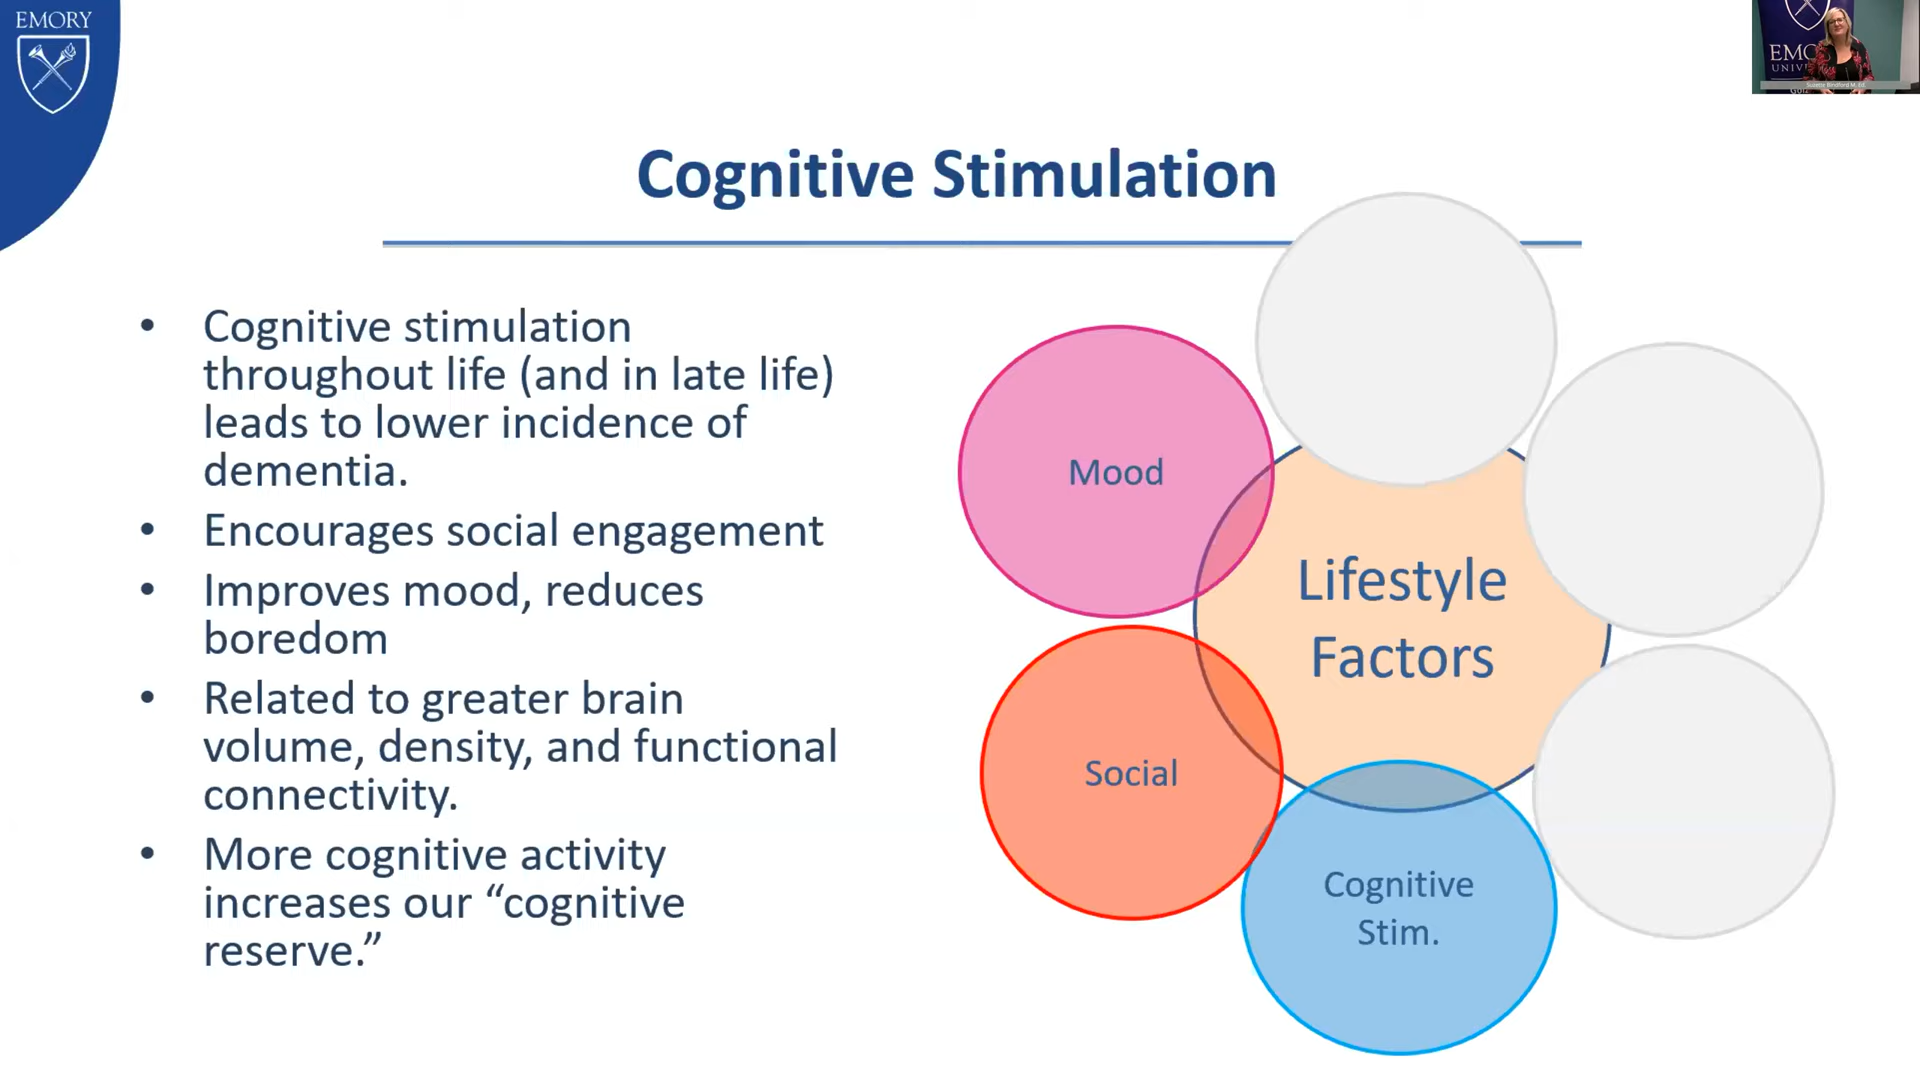 EMORY
EMO
UNIV
Cognitive Stimulation
• Cognitive stimulation
throughout life (and in late life)
leads to lower incidence of
dementia.
• Encourages social engagement
• Improves mood, reduces
boredom
• Related to greater brain
volume, density, and functional
connectivity.
• More cognitive activity
increases our “cognitive
reserve.”
Mood
Lifestyle
Factors
Social
Cognitive
Stim.